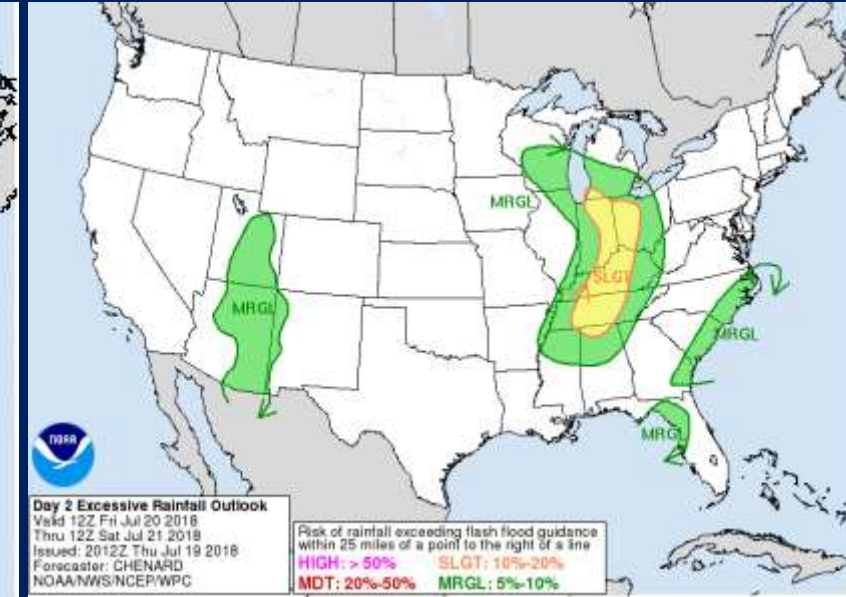 MRGL
SLGT
MRGL
MRGL
MRGL
NOAA
Day 2 Excessive Rainfall Outlook
Valid 12Z Fri Jul 20 2018
Thru 12Z Sat Jul 21 2018
Issued: 2012Z Thu Jul 19 2018
Forecaster: CHENARD
NOAA/NWS/NCEP/WPC
Risk of rainfall exceeding flash flood guidance
within 25 miles of a point to the right of a line
HIGH: > 50% SLGT: 10%-20%
MDT: 20%-50% MRGL: 5%-10%